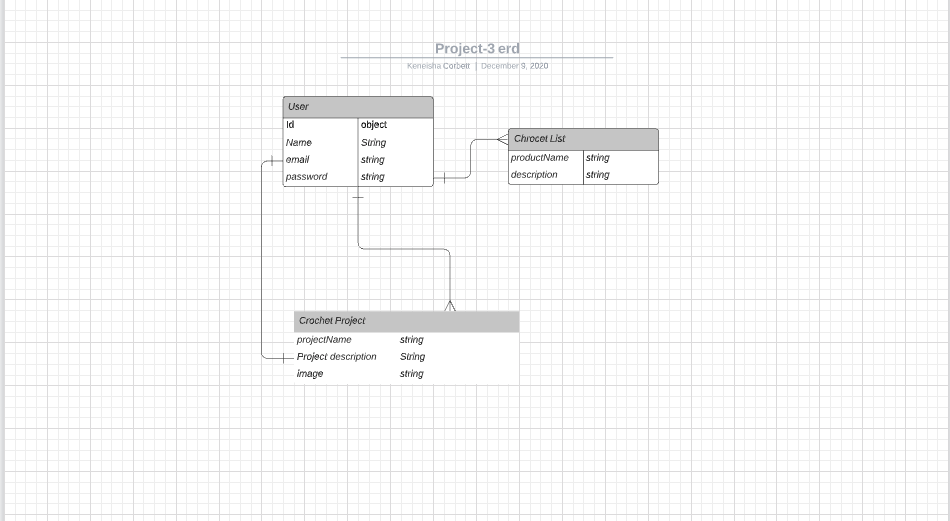 Project-3 erd
Keneisha Corbett | December 9, 2020
User
Id object
Name String
email string
password string
Chrocet List
productName string
description string
Crochet Project
projectName string
Project description String
image string